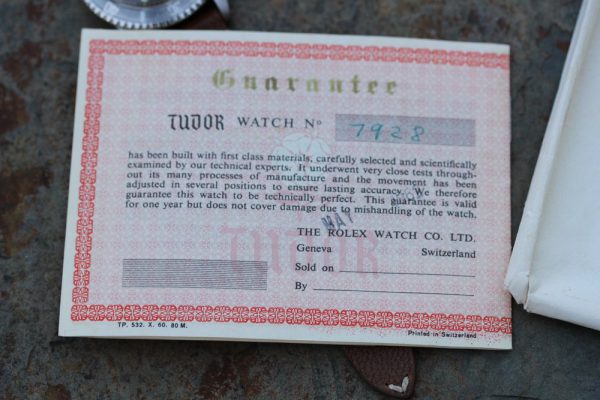 Guarantee
TUDOR WATCH Nº 7928
has been built with first class materials, carefully selected and scientifically
examined by our technical experts. It underwent very close tests through-
out its many processes of manufacture and the movement has been
adjusted in several positions to ensure lasting accuracy. We therefore
guarantee this watch to be technically perfect. This guarantee is valid
for one year but does not cover damage due to mishandling of the watch.
MAY
THE ROLEX WATCH CO. LTD.
Geneva Switzerland
TUDOR
Sold on
By
TP. 532. X. 60. 80 M.
Printed in Switzerland